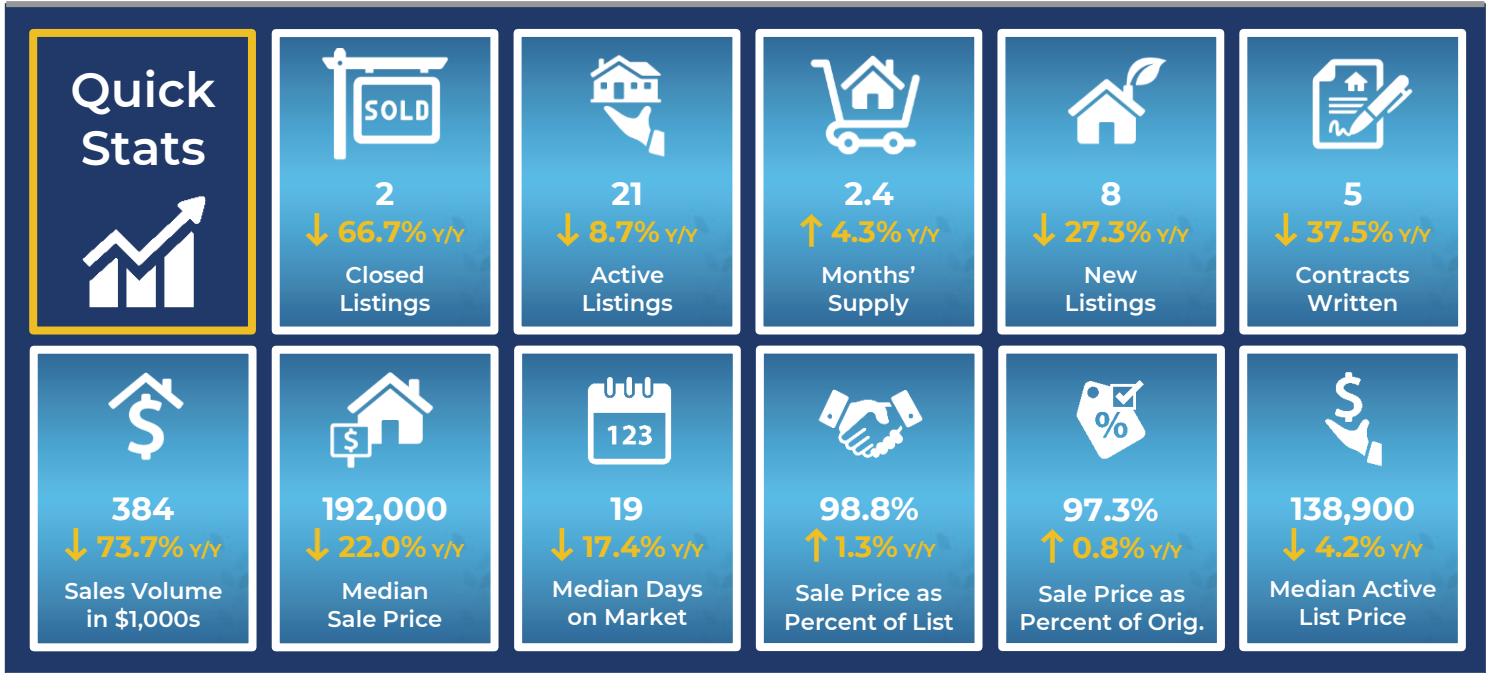 Quick
Stats
SOLD
2
↓ 66.7% Y/Y
Closed
Listings
21
↓ 8.7% Y/Y
Active
Listings
2.4
↑ 4.3% Y/Y
Months’
Supply
8
↓ 27.3% Y/Y
New
Listings
5
↓ 37.5% Y/Y
Contracts
Written
$
384
↓ 73.7% Y/Y
Sales Volume
in $1,000s
$
192,000
↓ 22.0% Y/Y
Median
Sale Price
123
19
↓ 17.4% Y/Y
Median Days
on Market
98.8%
↑ 1.3% Y/Y
Sale Price as
Percent of List
%
97.3%
↑ 0.8% Y/Y
Sale Price as
Percent of Orig.
$
138,900
↓ 4.2% Y/Y
Median Active
List Price